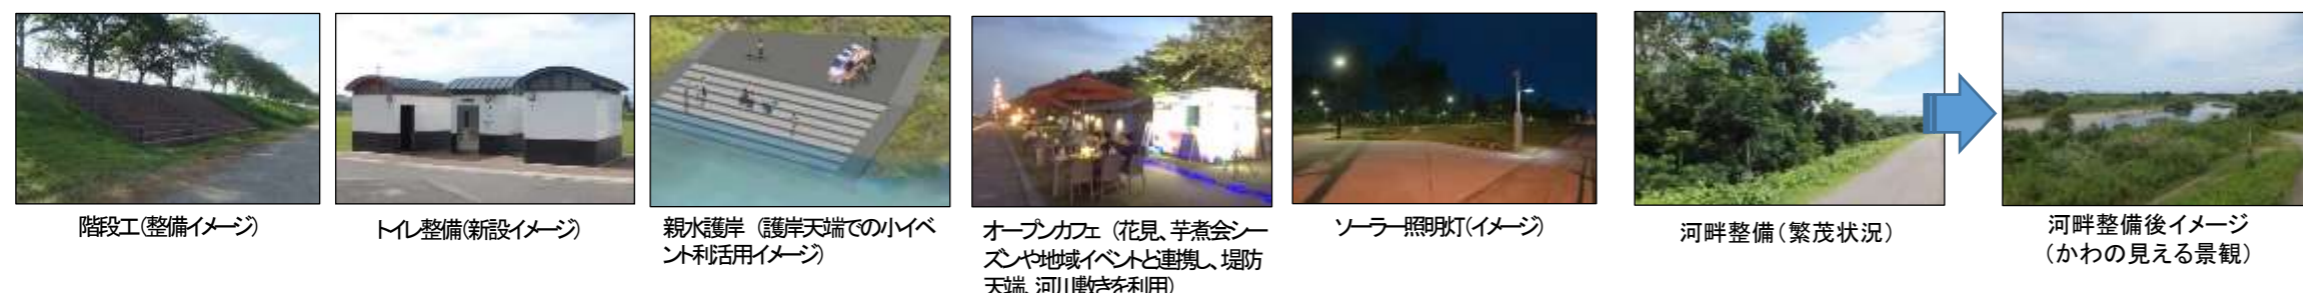 階段工(整備イメージ)
トイレ整備(新設イメージ)
親水護岸（護岸天端での小イベ
ント利活用イメージ）
オープンカフェ（花見、芋煮会シー
ズンや地域イベントと連携し、堤防
天端、河川敷きを利用）
ソーラー照明灯(イメージ)
河畔整備(繁茂状況)
河畔整備後イメージ
(かわの見える景観)